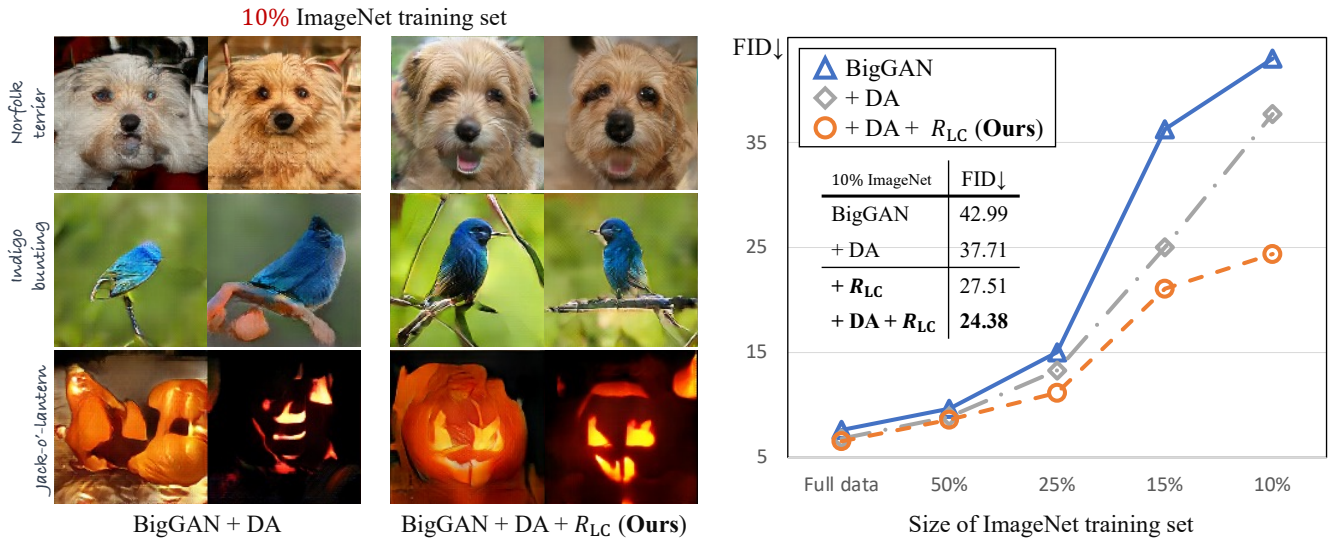 10% ImageNet training set
Norfolk
terrier
Indigo
bunting
Jack-o'-lantern
BigGAN + DA
BigGAN + DA + R_LC (Ours)
FID↓
BigGAN
+ DA
+ DA + R_LC (Ours)
10% ImageNet FID↓
BigGAN 42.99
+ DA 37.71
+ R_LC 27.51
+ DA + R_LC 24.38
35
25
15
5
Full data 50% 25% 15% 10%
Size of ImageNet training set